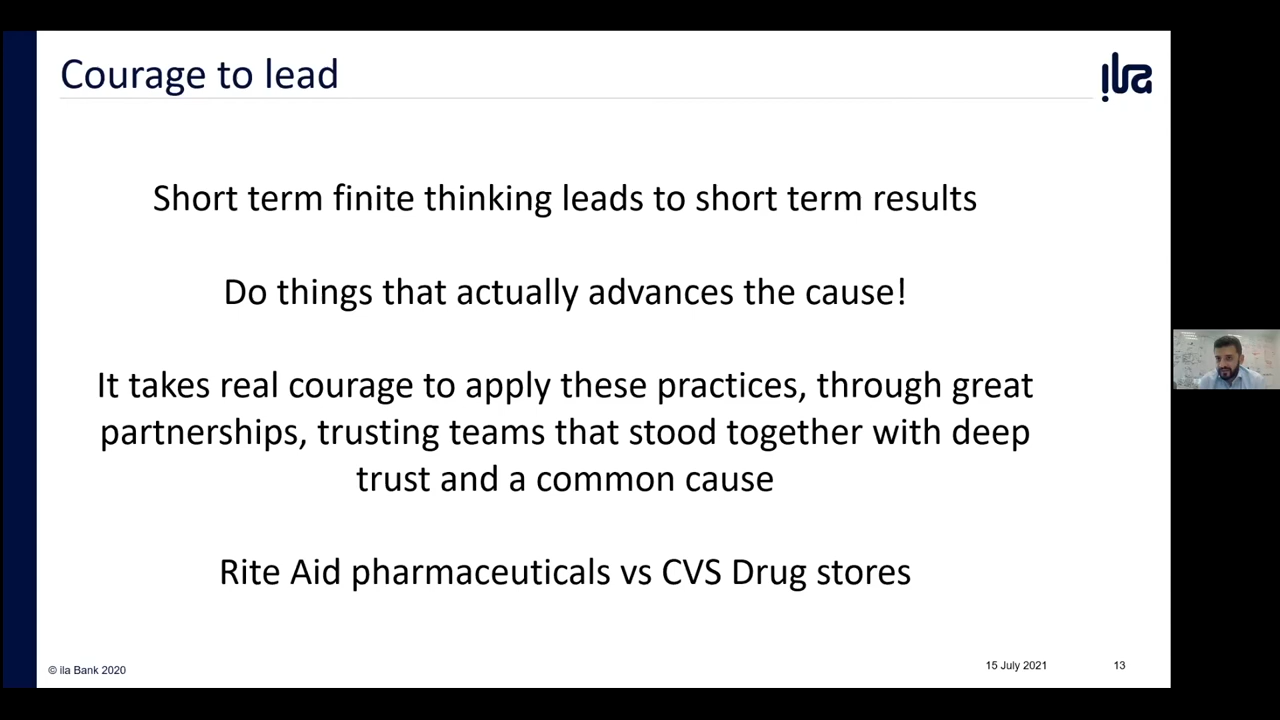 Courage to lead
ila
Short term finite thinking leads to short term results
Do things that actually advances the cause!
It takes real courage to apply these practices, through great
partnerships, trusting teams that stood together with deep
trust and a common cause
Rite Aid pharmaceuticals vs CVS Drug stores
© ila Bank 2020
15 July 2021
13